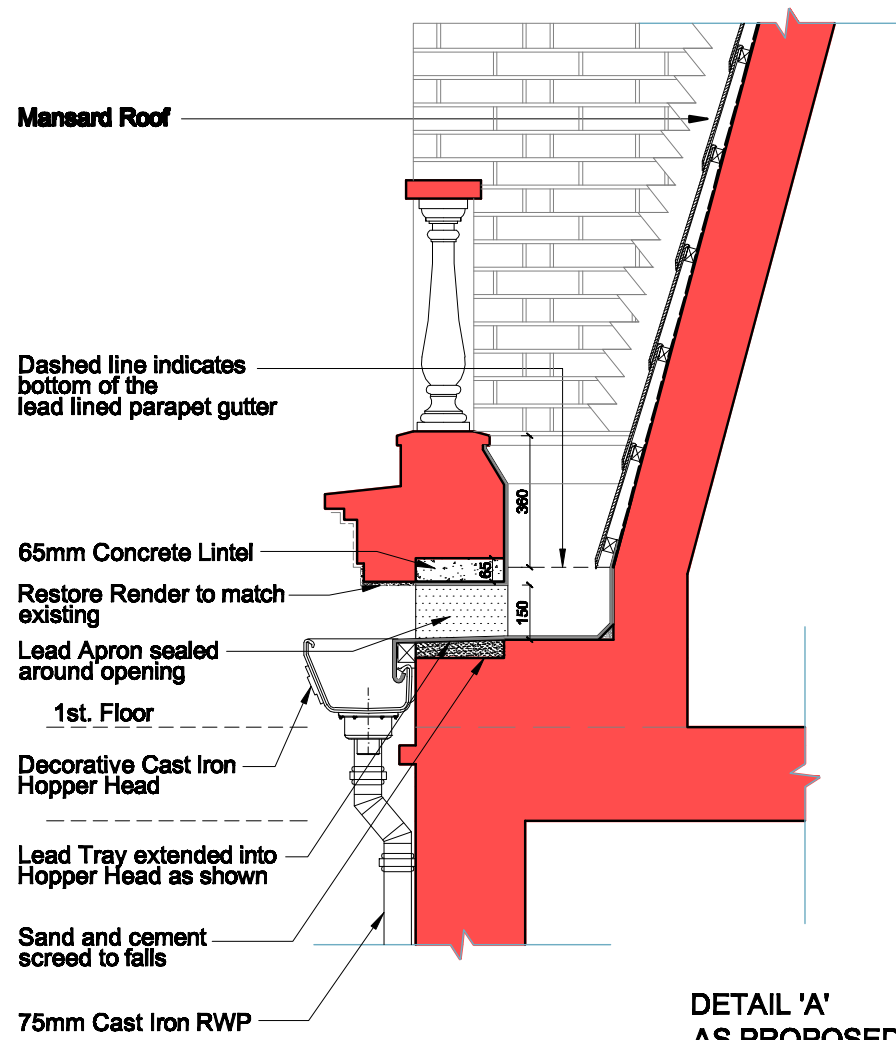 Mansard Roof
Dashed line indicates
bottom of the
lead lined parapet gutter
360
65mm Concrete Lintel
65
Restore Render to match
existing
150
Lead Apron sealed
around opening
1st. Floor
Decorative Cast Iron
Hopper Head
Lead Tray extended into
Hopper Head as shown
Sand and cement
screed to falls
75mm Cast Iron RWP
DETAIL 'A'
AS PROPOSED